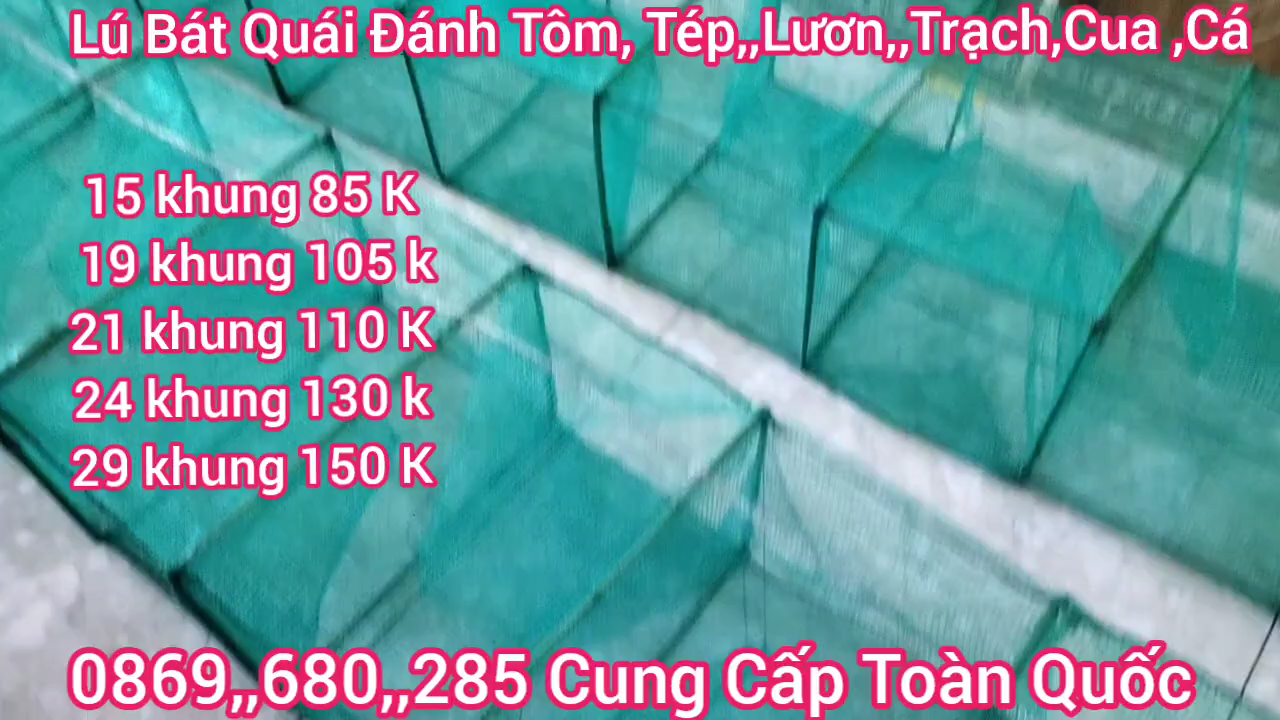 Lú Bát Quái Đánh Tôm, Tép,,Lươn,,Trạch,Cua ,Cá
15 khung 85 K
19 khung 105 k
21 khung 110 K
24 khung 130 k
29 khung 150 K
0869,,680,,285 Cung Cấp Toàn Quốc